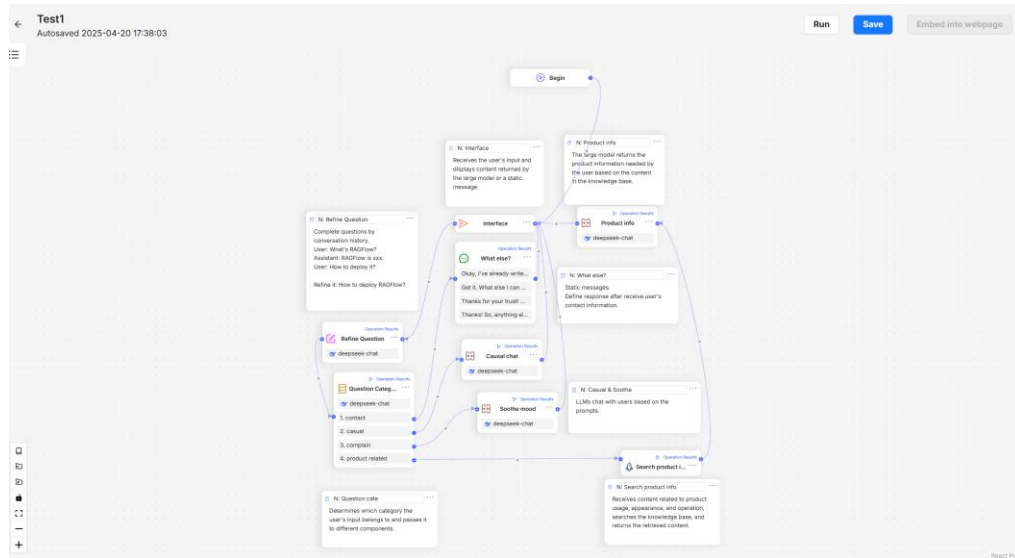 Test1
Autosaved 2025-04-20 17:38:03
Run
Save
Embed into webpage
Begin
N: Interface
Receives the user's input and
displays content returned by
the large model or a static
message.
N: Product info
The large model returns the
product information needed by
the user based on the content
in the knowledge base.
N: Refine Question
Complete questions by
conversation history.
User: What's RAGFlow?
Assistant: RAGFlow is xxx.
User: How to deploy it?
Refine it: How to deploy RAGFlow?
Interface
Operation Results
Product info
deepseek-chat
Operation Results
What else?
Okay, I've already write...
Get it. What else I can ...
Thanks for your trust! ...
Thanks! So, anything el...
N: What else?
Static messages.
Define response after receive user's
contact information.
Operation Results
Refine Question
deepseek-chat
Operation Results
Causal chat
deepseek-chat
Operation Results
Question Categ...
deepseek-chat
1. contact
2. casual
3. complain
4. product related
Operation Results
Soothe mood
deepseek-chat
N: Casual & Soothe
LLMs chat with users based on the
prompts.
Operation Results
Search product i...
N: Question cate
Determines which category the
user's input belongs to and passes it
to different components.
N: Search product info
Receives content related to product
usage, appearance, and operation,
searches the knowledge base, and
returns the retrieved content.
React Fl